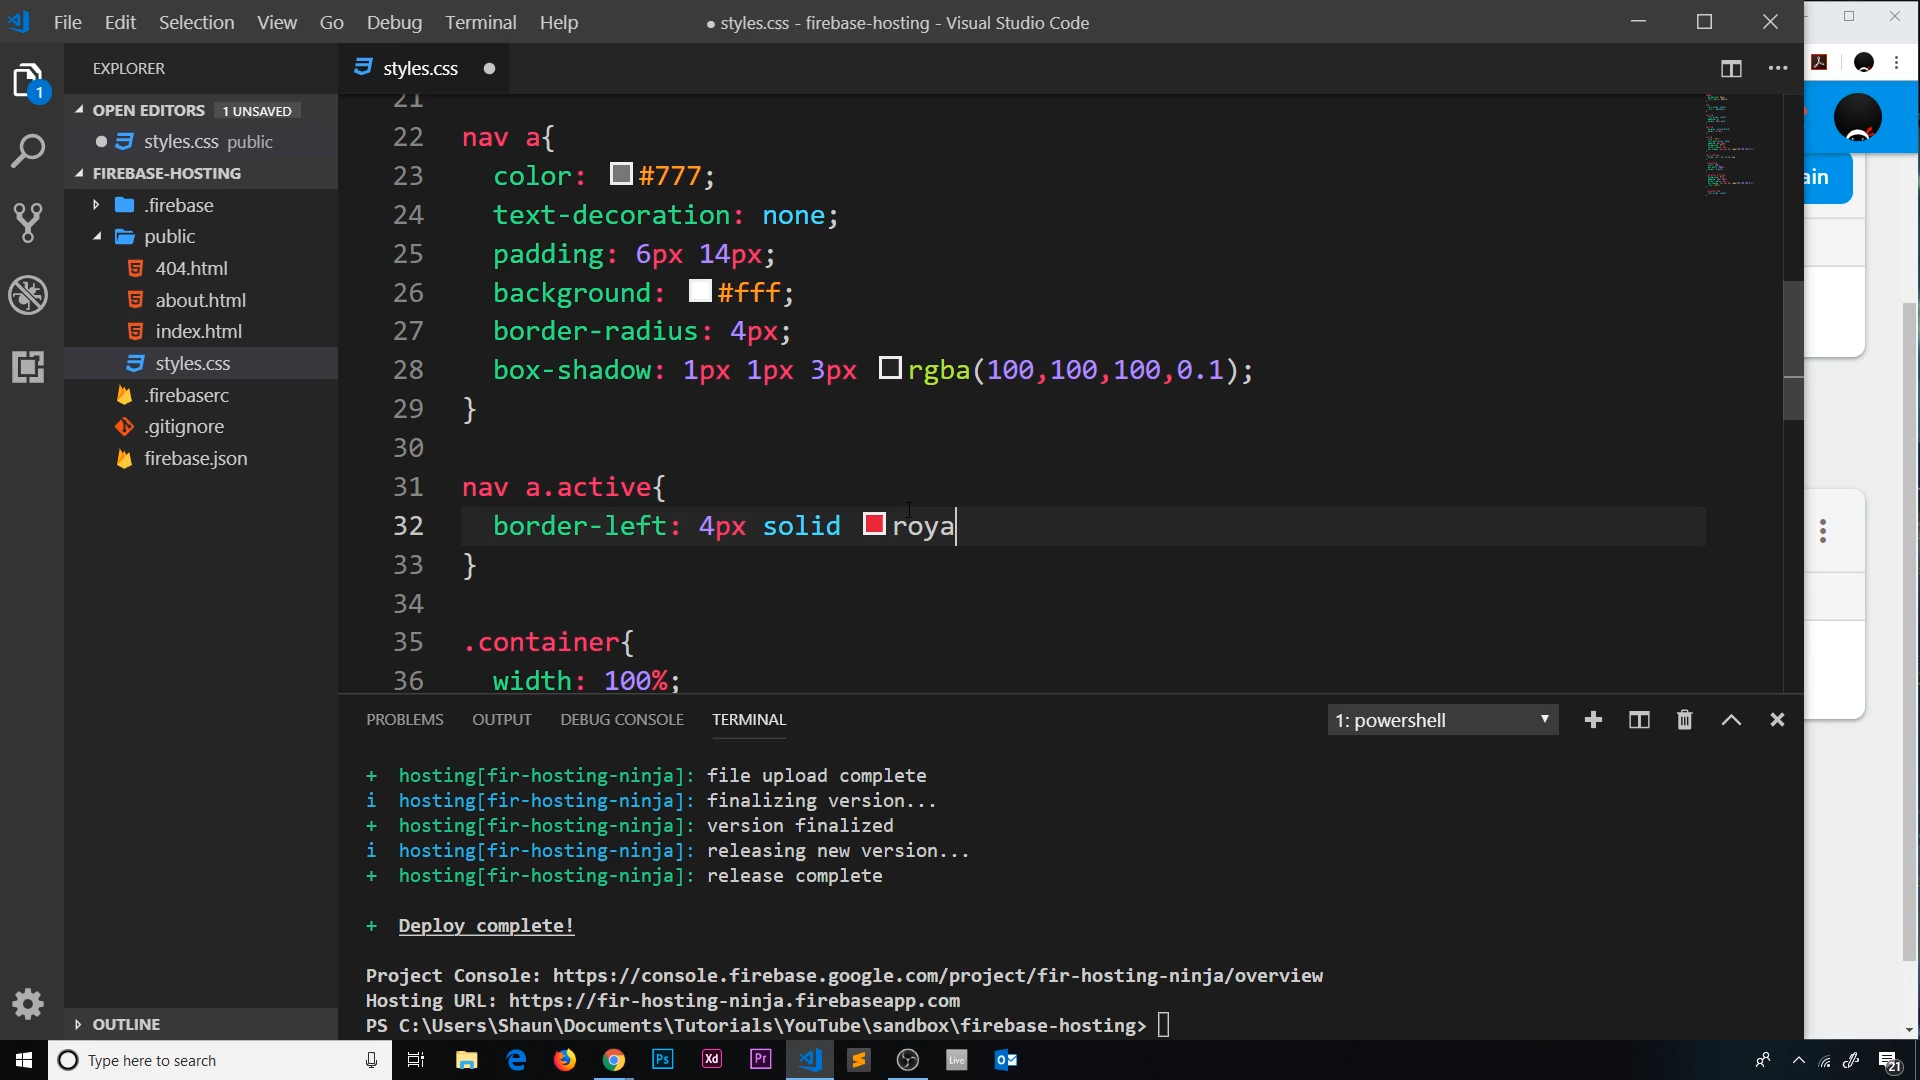 File Edit Selection View Go Debug Terminal Help
● styles.css - firebase-hosting - Visual Studio Code
EXPLORER
styles.css
OPEN EDITORS 1 UNSAVED
styles.css public
FIREBASE-HOSTING
.firebase
public
404.html
about.html
index.html
styles.css
.firebaserc
.gitignore
firebase.json
OUTLINE
1
21
22 nav a{
23 color: #777;
24 text-decoration: none;
25 padding: 6px 14px;
26 background: #fff;
27 border-radius: 4px;
28 box-shadow: 1px 1px 3px rgba(100,100,100,0.1);
29 }
30
31 nav a.active{
32 border-left: 4px solid roya
33 }
34
35 .container{
36 width: 100%;
ain
PROBLEMS OUTPUT DEBUG CONSOLE TERMINAL
1: powershell
+ hosting[fir-hosting-ninja]: file upload complete
i hosting[fir-hosting-ninja]: finalizing version...
+ hosting[fir-hosting-ninja]: version finalized
i hosting[fir-hosting-ninja]: releasing new version...
+ hosting[fir-hosting-ninja]: release complete
+ Deploy complete!
Project Console: https://console.firebase.google.com/project/fir-hosting-ninja/overview
Hosting URL: https://fir-hosting-ninja.firebaseapp.com
PS C:\Users\Shaun\Documents\Tutorials\YouTube\sandbox\firebase-hosting>
Type here to search
Ps
Xd
Pr
Live
21